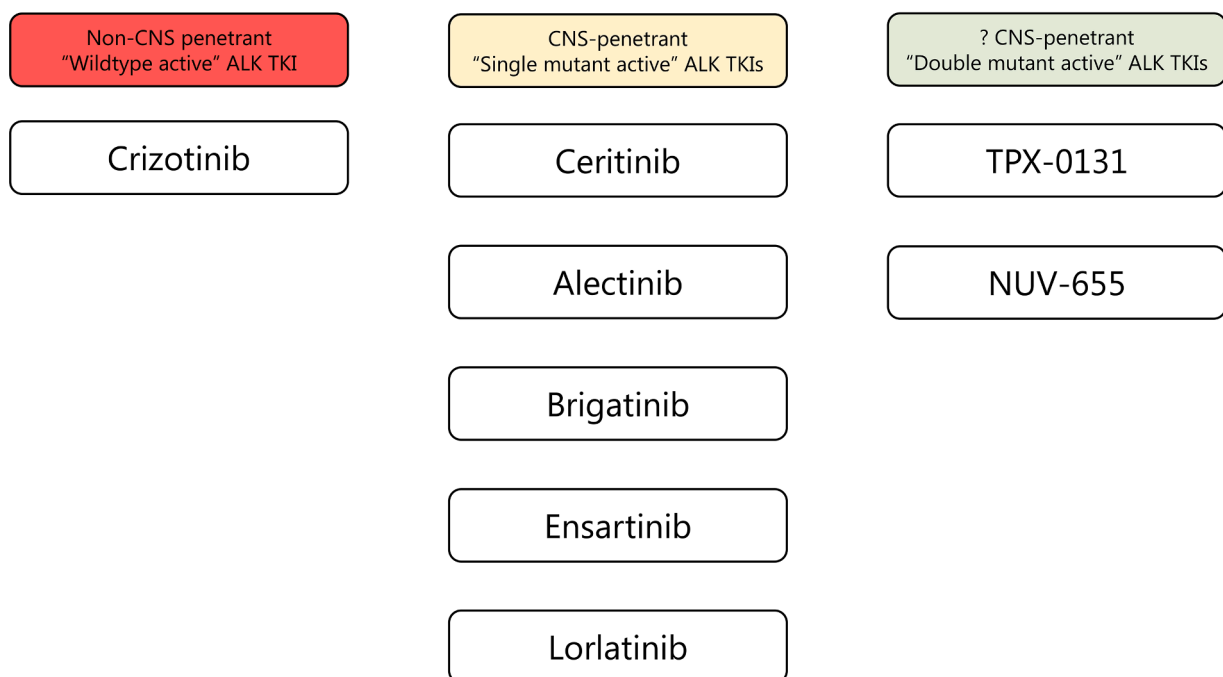 Non-CNS penetrant
“Wildtype active” ALK TKI
Crizotinib
CNS-penetrant
“Single mutant active” ALK TKIs
Ceritinib
Alectinib
Brigatinib
Ensartinib
Lorlatinib
? CNS-penetrant
“Double mutant active” ALK TKIs
TPX-0131
NUV-655